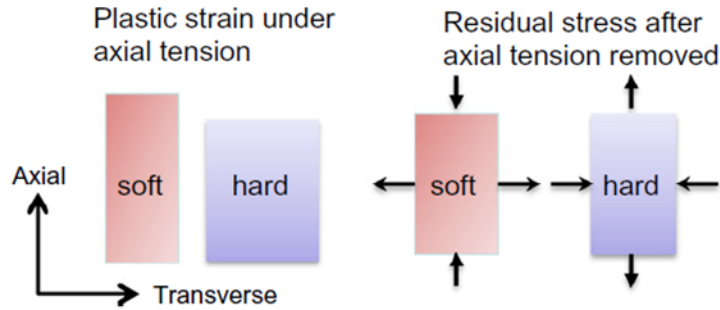 Plastic strain under
axial tension
Residual stress after
axial tension removed
Axial
soft
hard
soft
hard
Transverse